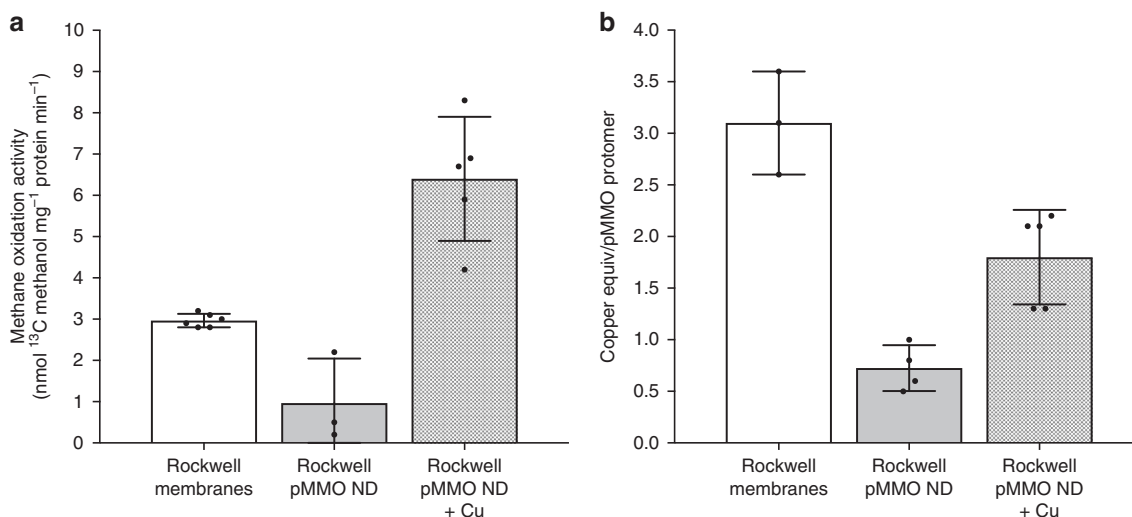 a
Methane oxidation activity
(nmol ¹³C methanol mg⁻¹ protein min⁻¹)
10
9
8
7
6
5
4
3
2
1
0
Rockwell
membranes
Rockwell
pMMO ND
Rockwell
pMMO ND
+ Cu
b
Copper equiv/pMMO protomer
4.0
3.5
3.0
2.5
2.0
1.5
1.0
0.5
0.0
Rockwell
membranes
Rockwell
pMMO ND
Rockwell
pMMO ND
+ Cu